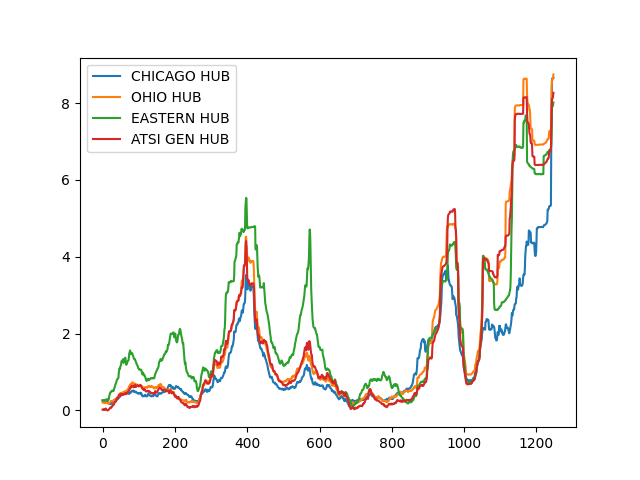 CHICAGO HUB
OHIO HUB
EASTERN HUB
ATSI GEN HUB
8
6
4
2
0
0 200 400 600 800 1000 1200